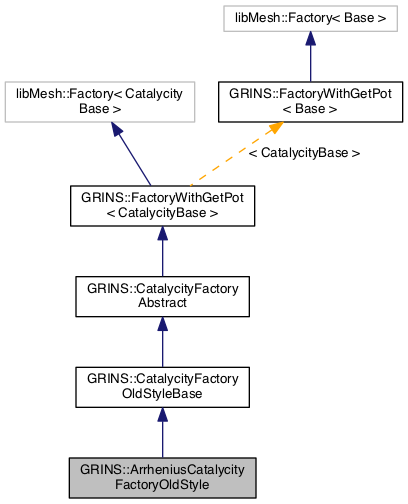 libMesh::Factory< Base >
libMesh::Factory< Catalycity
Base >
GRINS::FactoryWithGetPot
< Base >
< CatalycityBase >
GRINS::FactoryWithGetPot
< CatalycityBase >
GRINS::CatalycityFactory
Abstract
GRINS::CatalycityFactory
OldStyleBase
GRINS::ArrheniusCatalycity
FactoryOldStyle